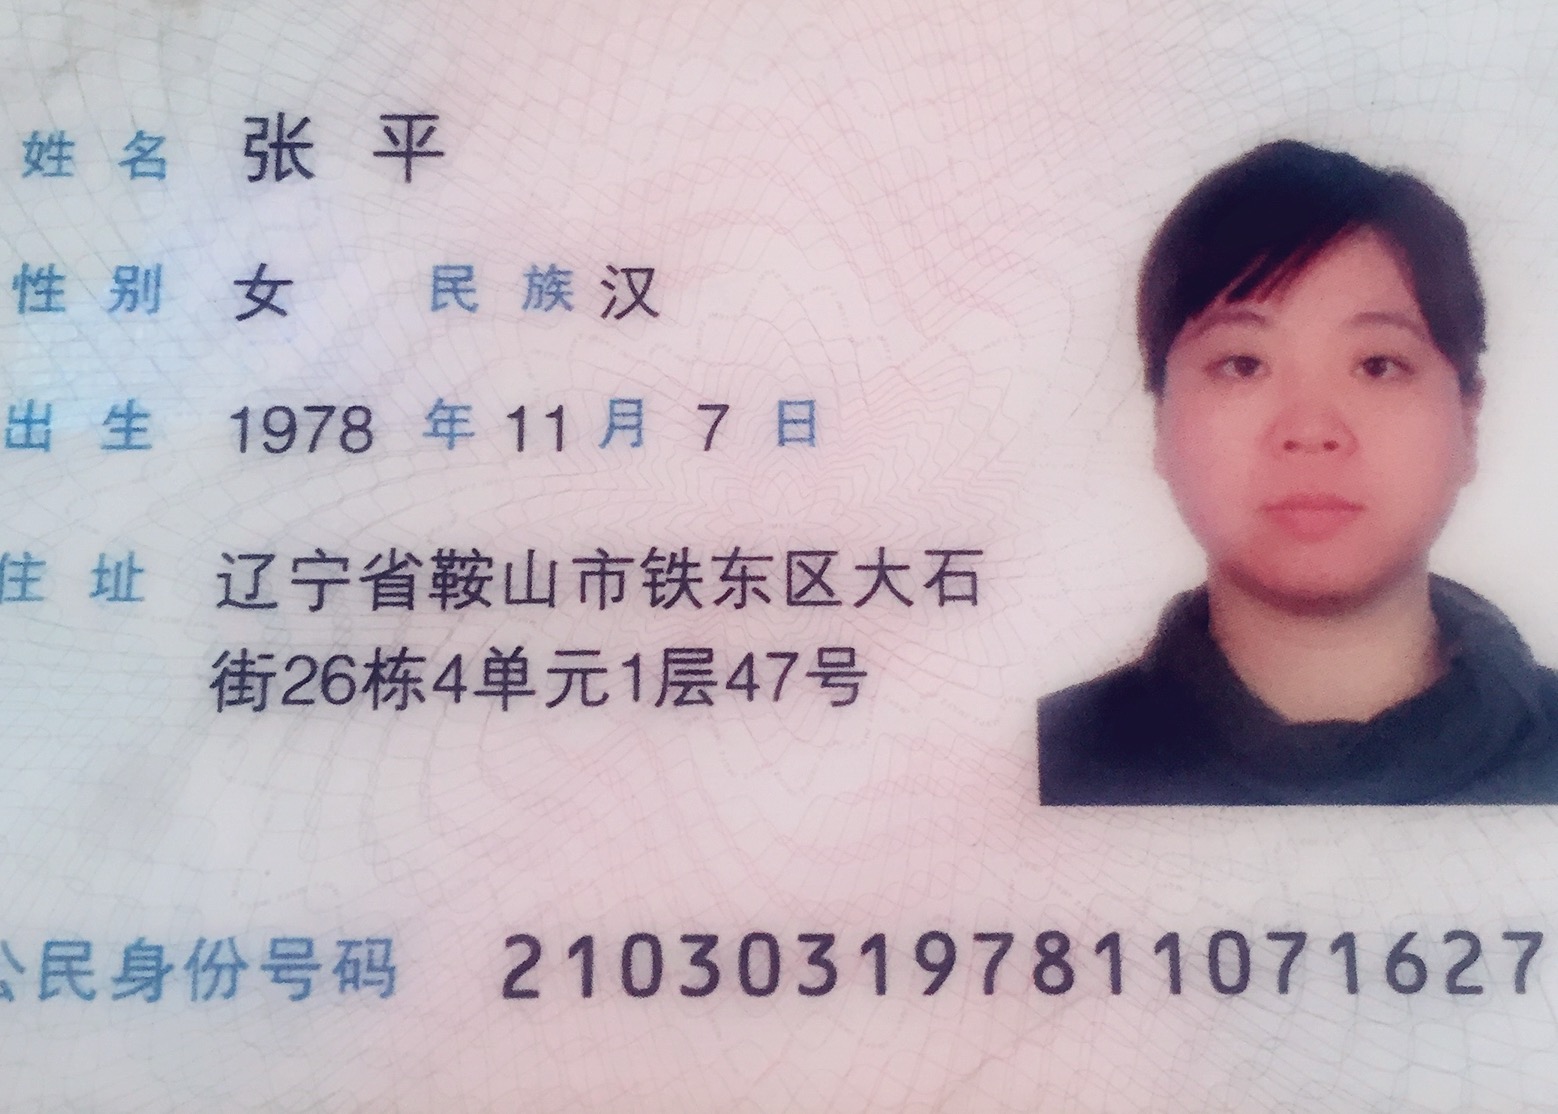 姓名 张平
性别 女 民族 汉
出生 1978 年 11 月 7 日
住址 辽宁省鞍山市铁东区大石
街26栋4单元1层47号
公民身份号码 210303197811071627